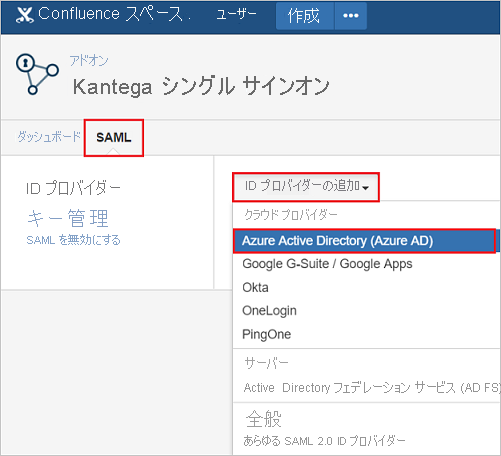 Confluence スペース .
ユーザー
作成
•••
アドオン
Kantega シングル サインオン
ダッシュボード
SAML
ID プロバイダー
キー管理
SAML を無効にする
ID プロバイダーの追加
クラウド プロバイダー
Azure Active Directory (Azure AD)
Google G-Suite / Google Apps
Okta
OneLogin
PingOne
サーバー
Active Directory フェデレーション サービス (AD FS)
全般
あらゆる SAML 2.0 ID プロバイダー